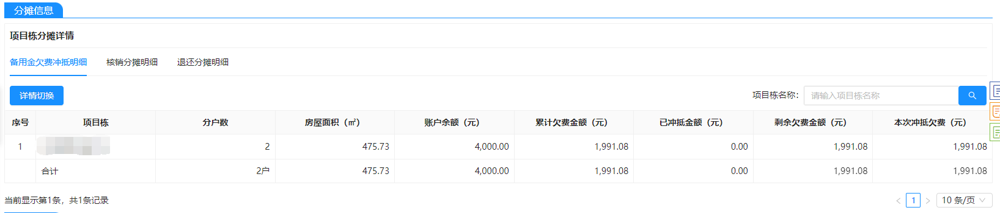 分摊信息
项目栋分摊详情
备用金欠费冲抵明细 核销分摊明细 退还分摊明细
详情切换 项目栋名称： 请输入项目栋名称
序号 项目栋 分户数 房屋面积（㎡） 账户余额（元） 累计欠费金额（元） 已冲抵金额（元） 剩余欠费金额（元） 本次冲抵欠费（元）
1 2 475.73 4,000.00 1,991.08 0.00 1,991.08 1,991.08
合计 2户 475.73 4,000.00 1,991.08 0.00 1,991.08 1,991.08
当前显示第1条，共1条记录 1 10 条/页